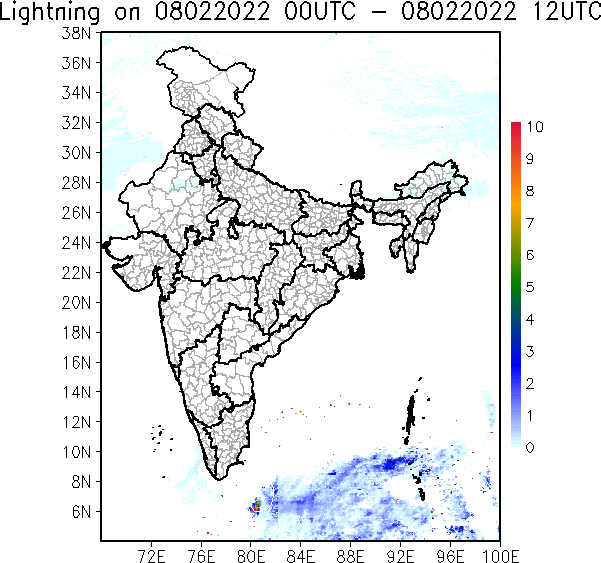 Lightning on 08022022 00UTC – 08022022 12UTC
38N
36N
34N
32N
30N
28N
26N
24N
22N
20N
18N
16N
14N
12N
10N
8N
6N
72E 76E 80E 84E 88E 92E 96E 100E
10
9
8
7
6
5
4
3
2
1
0